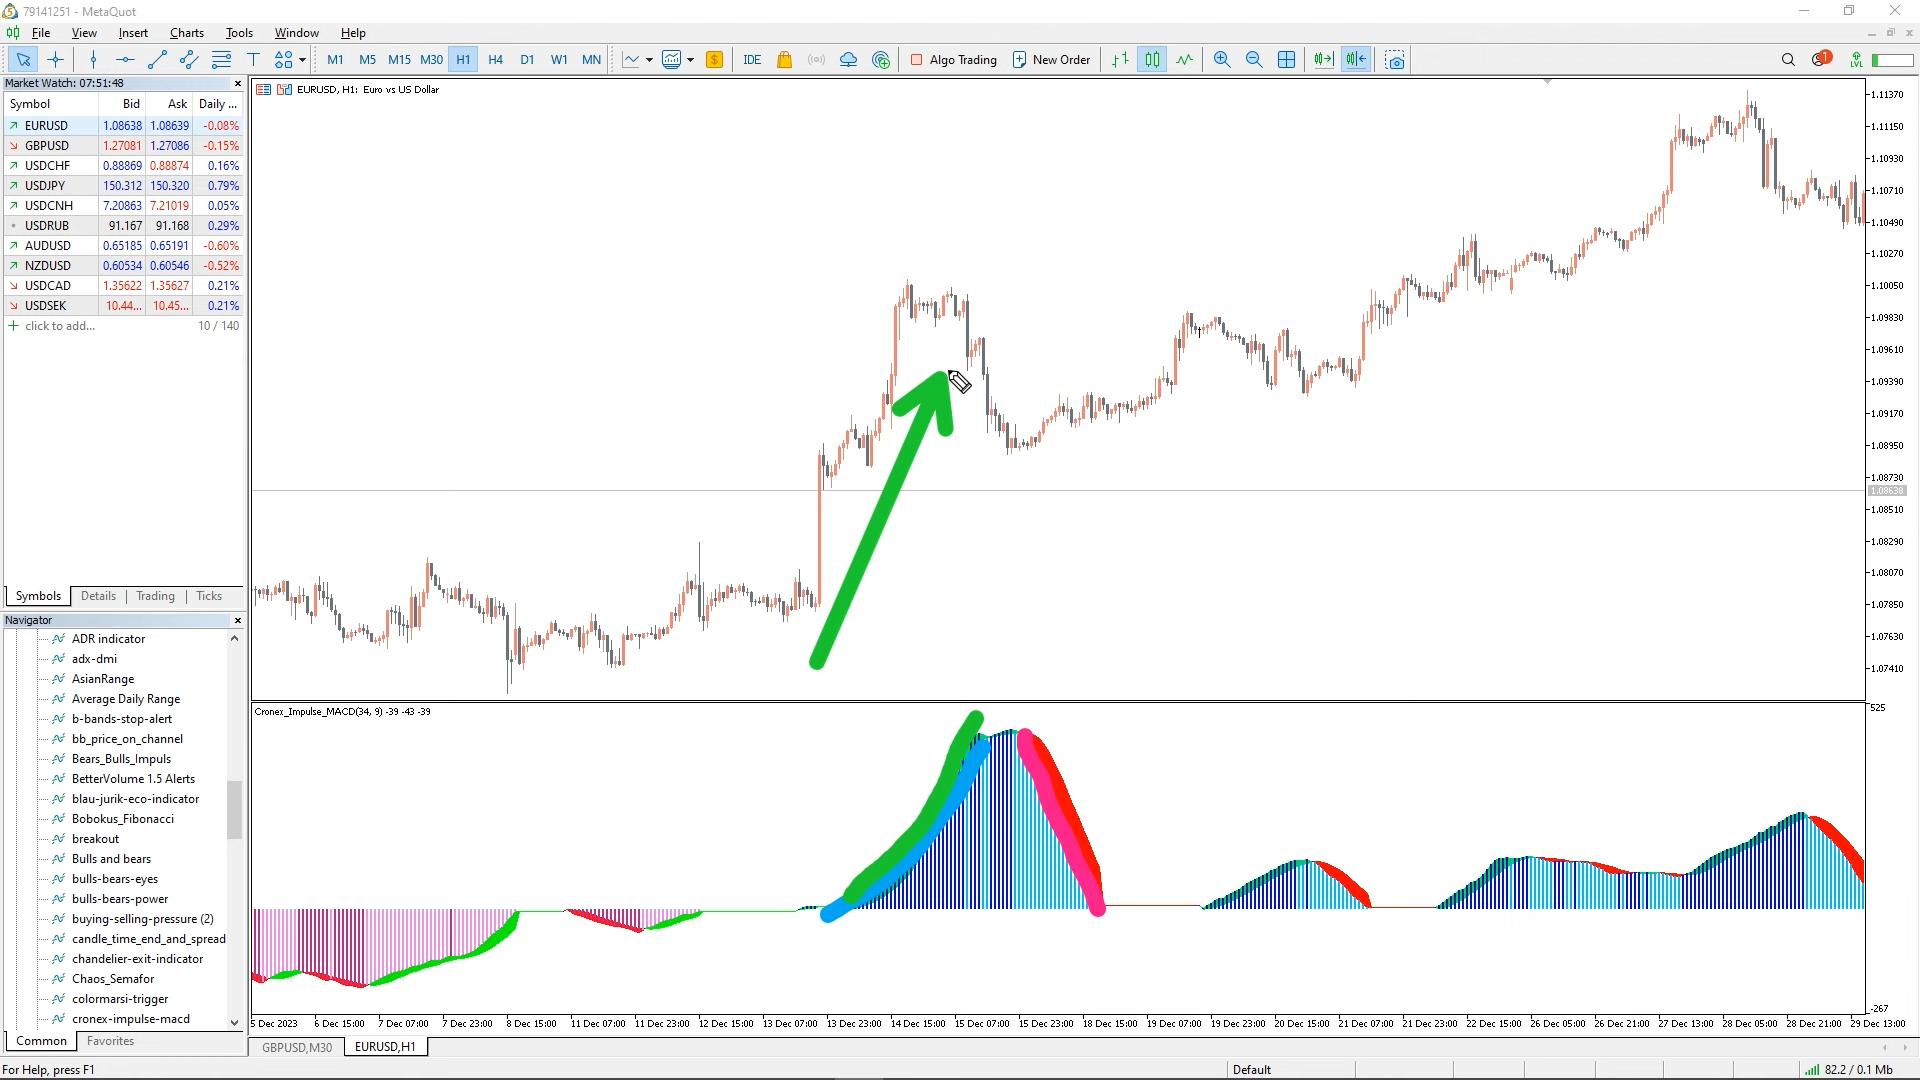 79141251 - MetaQuot
File View Insert Charts Tools Window Help
M1 M5 M15 M30 H1 H4 D1 W1 MN IDE Algo Trading New Order LVL 1
Market Watch: 07:51:48
Symbol Bid Ask Daily ...
EURUSD 1.08638 1.08639 -0.08%
GBPUSD 1.27081 1.27086 -0.15%
USDCHF 0.88869 0.88874 0.16%
USDJPY 150.312 150.320 0.79%
USDCNH 7.20863 7.21019 0.05%
USDRUB 91.167 91.168 0.29%
AUDUSD 0.65185 0.65191 -0.60%
NZDUSD 0.60534 0.60546 -0.52%
USDCAD 1.35622 1.35627 0.21%
USDSEK 10.44... 10.45... 0.21%
click to add... 10 / 140
Symbols Details Trading Ticks
Navigator
ADR indicator
adx-dmi
AsianRange
Average Daily Range
b-bands-stop-alert
bb_price_on_channel
Bears_Bulls_Impuls
BetterVolume 1.5 Alerts
blau-jurik-eco-indicator
Bobokus_Fibonacci
breakout
Bulls and bears
bulls-bears-eyes
bulls-bears-power
buying-selling-pressure (2)
candle_time_end_and_spread
chandelier-exit-indicator
Chaos_Semafor
colormarsi-trigger
cronex-impulse-macd
Common Favorites
EURUSD, H1: Euro vs US Dollar
1.11370
1.11150
1.10930
1.10710
1.10490
1.10270
1.10050
1.09830
1.09610
1.09390
1.09170
1.08950
1.08730
1.08638
1.08510
1.08290
1.08070
1.07850
1.07630
1.07410
Cronex_Impulse_MACD(34, 9) -39 -43 -39
525
-267
5 Dec 2023 6 Dec 15:00 7 Dec 07:00 7 Dec 23:00 8 Dec 15:00 11 Dec 07:00 11 Dec 23:00 12 Dec 15:00 13 Dec 07:00 13 Dec 23:00 14 Dec 15:00 15 Dec 07:00 15 Dec 23:00 18 Dec 15:00 19 Dec 07:00 19 Dec 23:00 20 Dec 15:00 21 Dec 07:00 21 Dec 23:00 22 Dec 15:00 26 Dec 05:00 26 Dec 21:00 27 Dec 13:00 28 Dec 05:00 28 Dec 21:00 29 Dec 13:00
GBPUSD,M30 EURUSD,H1
For Help, press F1 Default 82.2 / 0.1 Mb